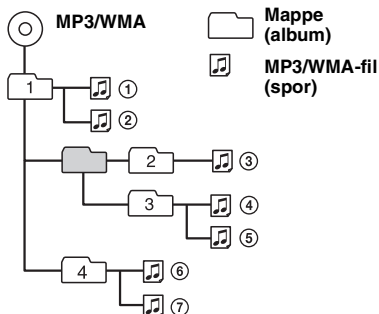 MP3/WMA
Mappe
(album)
MP3/WMA-fil
(spor)
1
①
②
2
③
3
④
⑤
4
⑥
⑦